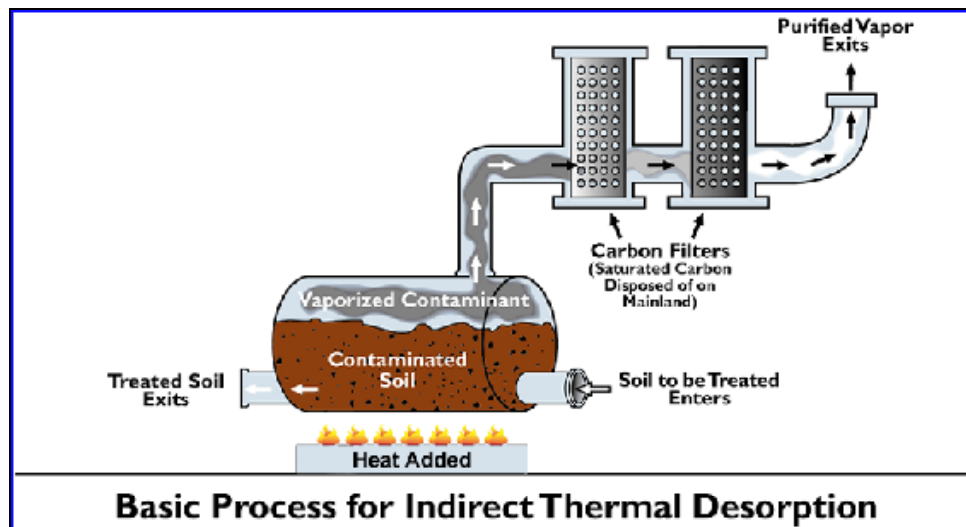 Purified Vapor
Exits
Carbon Filters
(Saturated Carbon
Disposed of on
Mainland)
Vaporized Contaminant
Contaminated
Soil
Treated Soil
Exits
Soil to be Treated
Enters
Heat Added
Basic Process for Indirect Thermal Desorption